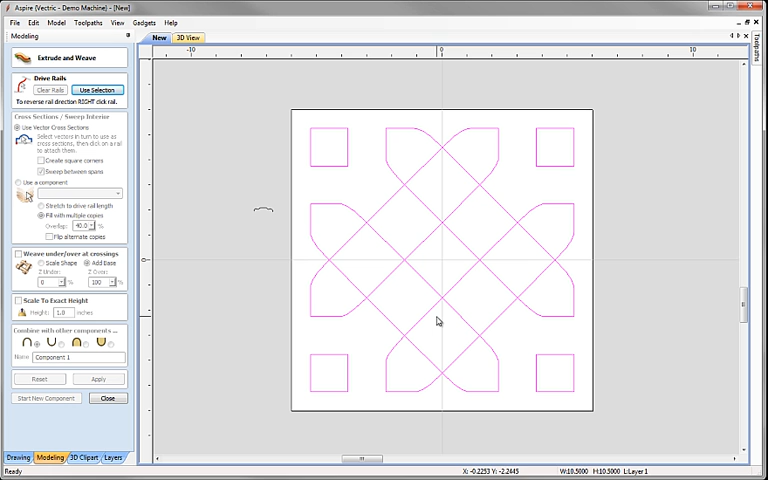 Aspire (Vectric - Demo Machine) - [New]
File Edit Model Toolpaths View Gadgets Help
Modeling
New 3D View
Toolpaths
-10 0 10
0
Extrude and Weave
Drive Rails
Clear Rails Use Selection
To reverse rail direction RIGHT click rail.
Cross Sections / Sweep Interior
Use Vector Cross Sections
Select vectors in turn to use as
cross sections, then click on a rail
to attach them.
Create square corners
Sweep between spans
Use a component
Stretch to drive rail length
Fill with multiple copies
Overlap: 40.0 %
Flip alternate copies
Weave under/over at crossings
Scale Shape Add Ease
Z Under: Z Over:
0 % 100 %
Scale To Exact Height
Height: 1.0 inches
Combine with other components ...
Name Component 1
Reset Apply
Start New Component Close
Drawing Modeling 3D Clipart Layers
Ready X: -0.2253 Y: -2.2445 W:10.5000 H:10.5000 L:Layer 1